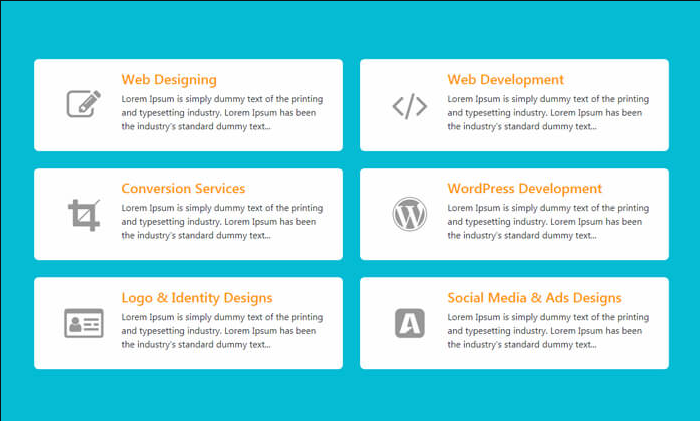 Web Designing
Lorem Ipsum is simply dummy text of the printing
and typesetting industry. Lorem Ipsum has been
the industry's standard dummy text...
Web Development
Lorem Ipsum is simply dummy text of the printing
and typesetting industry. Lorem Ipsum has been
the industry's standard dummy text...
Conversion Services
Lorem Ipsum is simply dummy text of the printing
and typesetting industry. Lorem Ipsum has been
the industry's standard dummy text...
WordPress Development
Lorem Ipsum is simply dummy text of the printing
and typesetting industry. Lorem Ipsum has been
the industry's standard dummy text...
Logo & Identity Designs
Lorem Ipsum is simply dummy text of the printing
and typesetting industry. Lorem Ipsum has been
the industry's standard dummy text...
Social Media & Ads Designs
Lorem Ipsum is simply dummy text of the printing
and typesetting industry. Lorem Ipsum has been
the industry's standard dummy text...